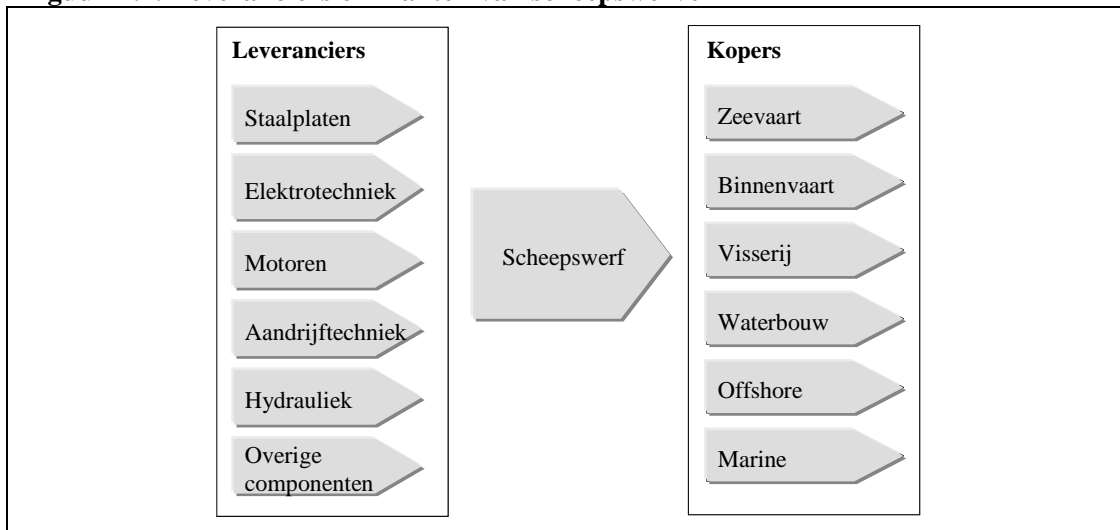 Leveranciers
Staalplaten
Elektrotechniek
Motoren
Aandrijftechniek
Hydrauliek
Overige
componenten
Scheepswerf
Kopers
Zeevaart
Binnenvaart
Visserij
Waterbouw
Offshore
Marine